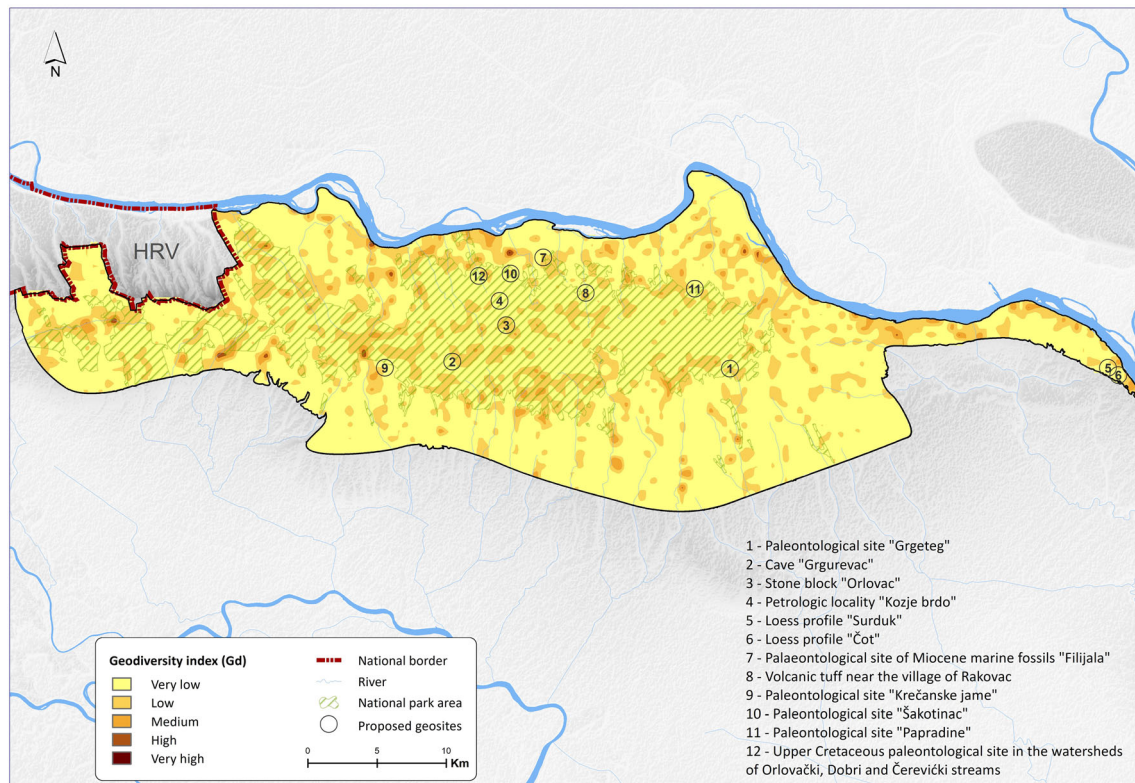 N
HRV
12
10
7
4
8
11
3
2
9
1
5
6
1 - Paleontological site "Grgeteg"
2 - Cave "Grgurevac"
3 - Stone block "Orlovac"
4 - Petrologic locality "Kozje brdo"
5 - Loess profile "Surduk"
6 - Loess profile "Čot"
7 - Palaeontological site of Miocene marine fossils "Filijala"
8 - Volcanic tuff near the village of Rakovac
9 - Paleontological site "Krečanske jame"
10 - Paleontological site "Šakotinac"
11 - Paleontological site "Papradine"
12 - Upper Cretaceous paleontological site in the watersheds
of Orlovački, Dobri and Čerevićki streams
Geodiversity index (Gd)
Very low
Low
Medium
High
Very high
National border
River
National park area
Proposed geosites
0 5 10
Km